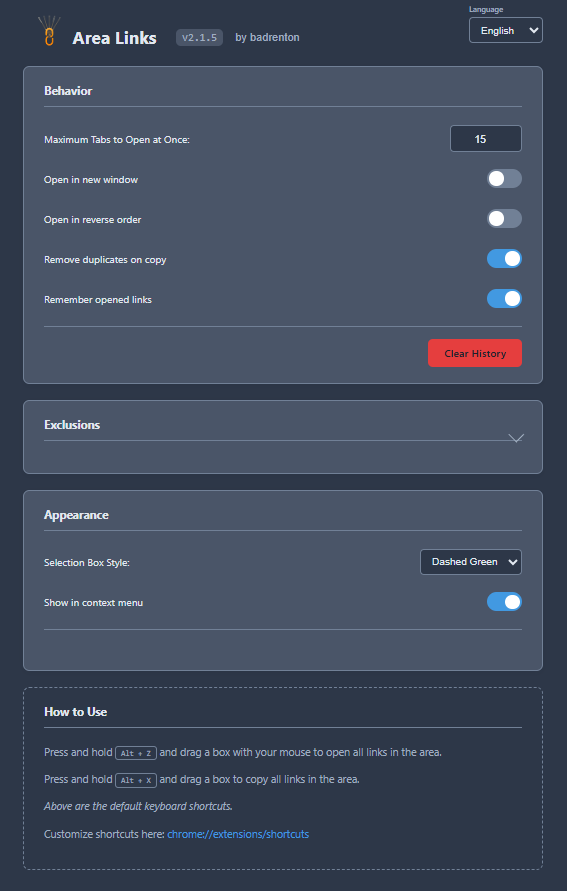 Language
Area Links v2.1.5 by badrenton English
Behavior
Maximum Tabs to Open at Once: 15
Open in new window
Open in reverse order
Remove duplicates on copy
Remember opened links
Clear History
Exclusions
Appearance
Selection Box Style: Dashed Green
Show in context menu
How to Use
Press and hold Alt + Z and drag a box with your mouse to open all links in the area.
Press and hold Alt + X and drag a box to copy all links in the area.
Above are the default keyboard shortcuts.
Customize shortcuts here: chrome://extensions/shortcuts